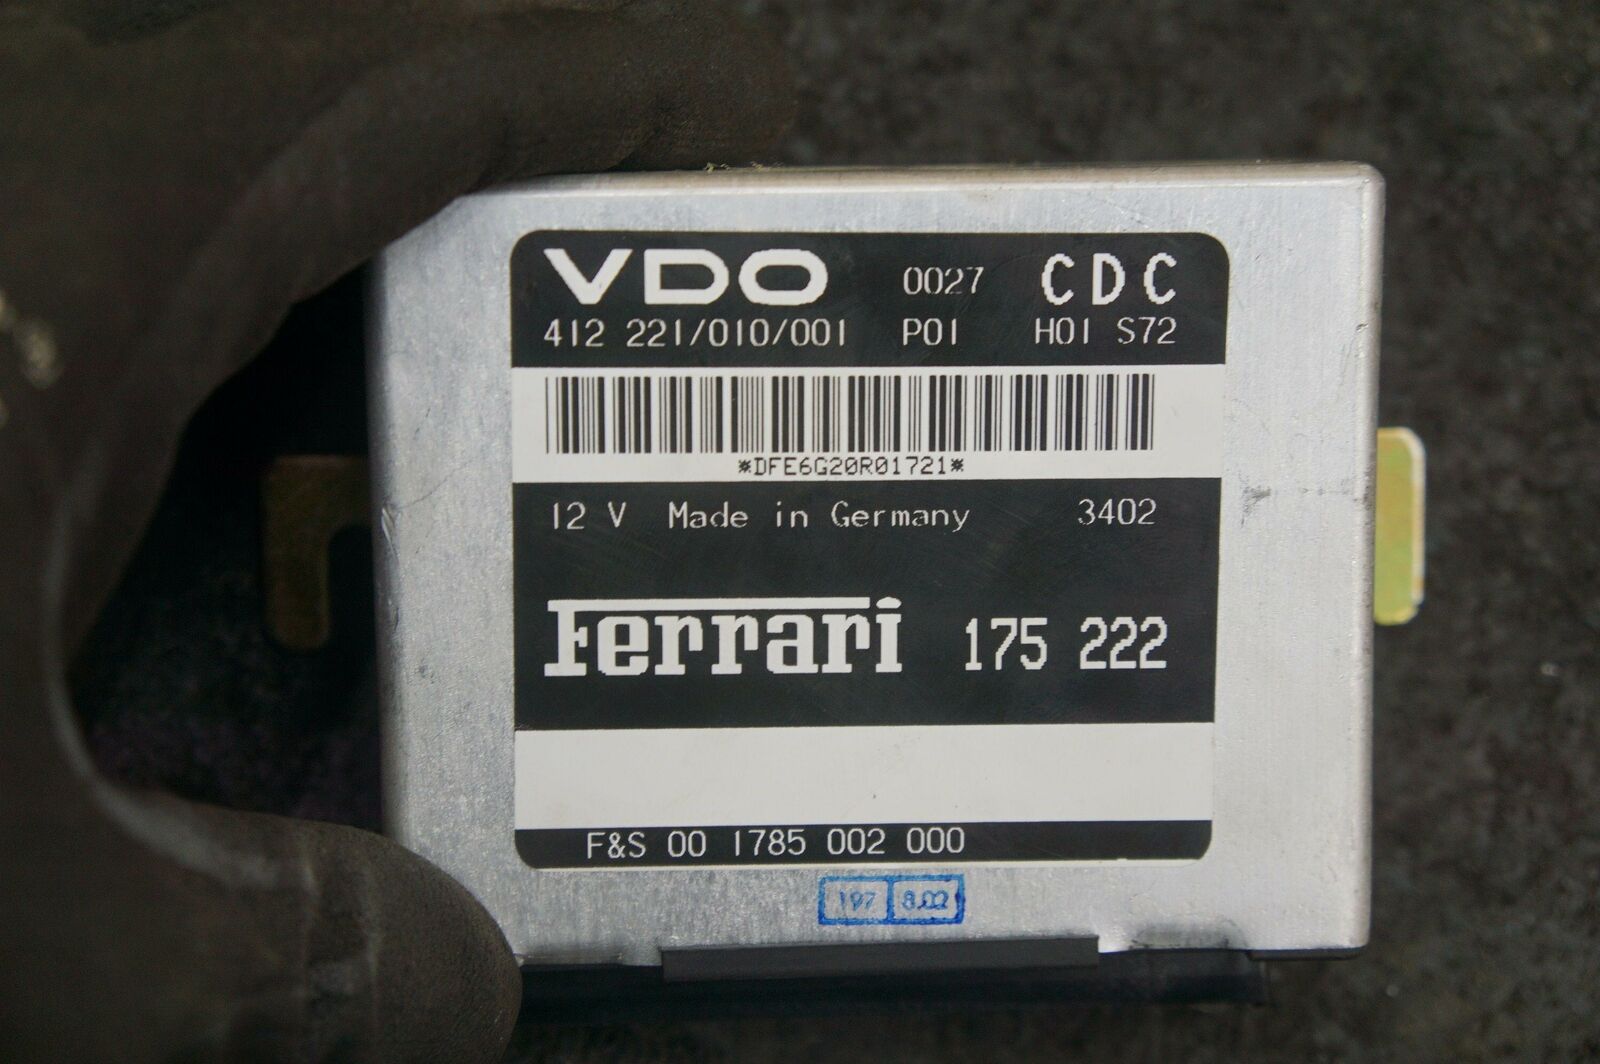 VDO 0027 CDC
412 221/010/001 P01 H01 S72
*DFE6G20R01721*
12 V Made in Germany 3402
Ferrari 175 222
F&S 00 1785 002 000
197 8.02